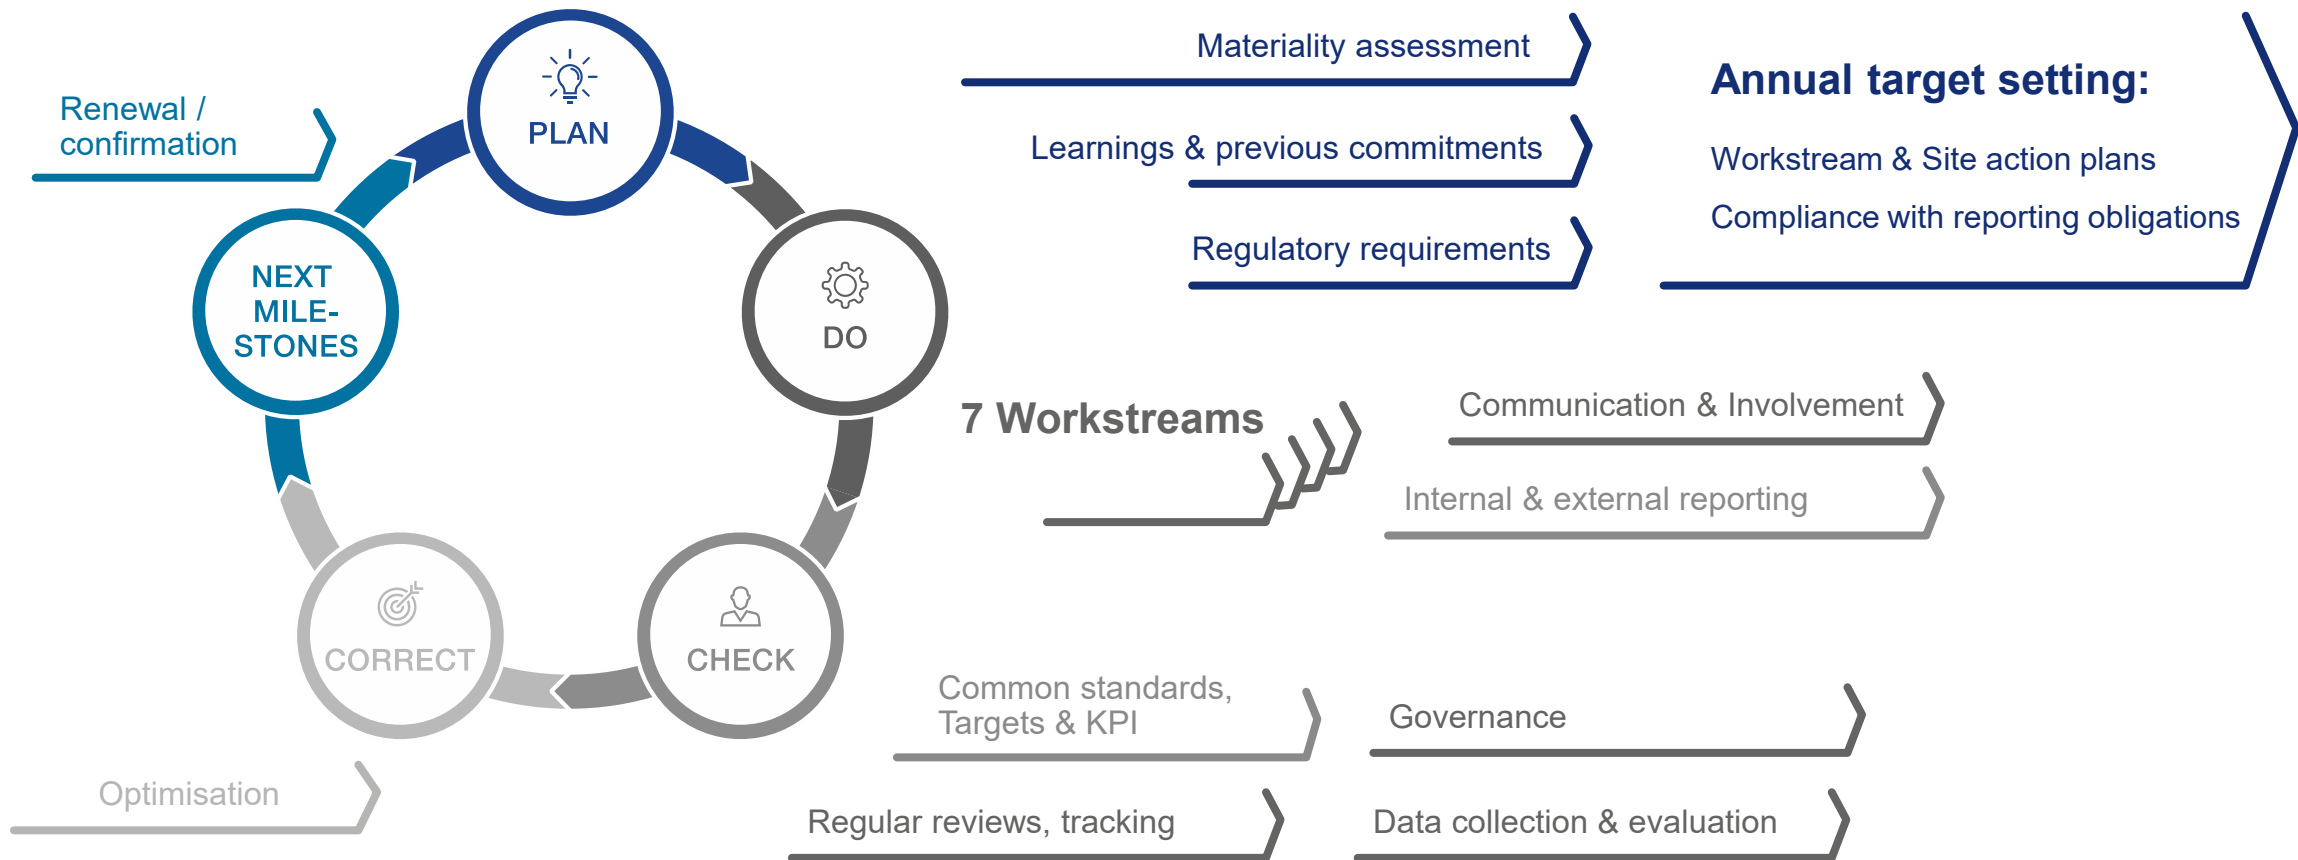 Renewal /
confirmation
PLAN
NEXT
MILE-
STONES
DO
CORRECT
CHECK
Optimisation
Materiality assessment
Learnings & previous commitments
Regulatory requirements
Annual target setting:
Workstream & Site action plans
Compliance with reporting obligations
7 Workstreams
Communication & Involvement
Internal & external reporting
Common standards,
Targets & KPI
Governance
Regular reviews, tracking
Data collection & evaluation